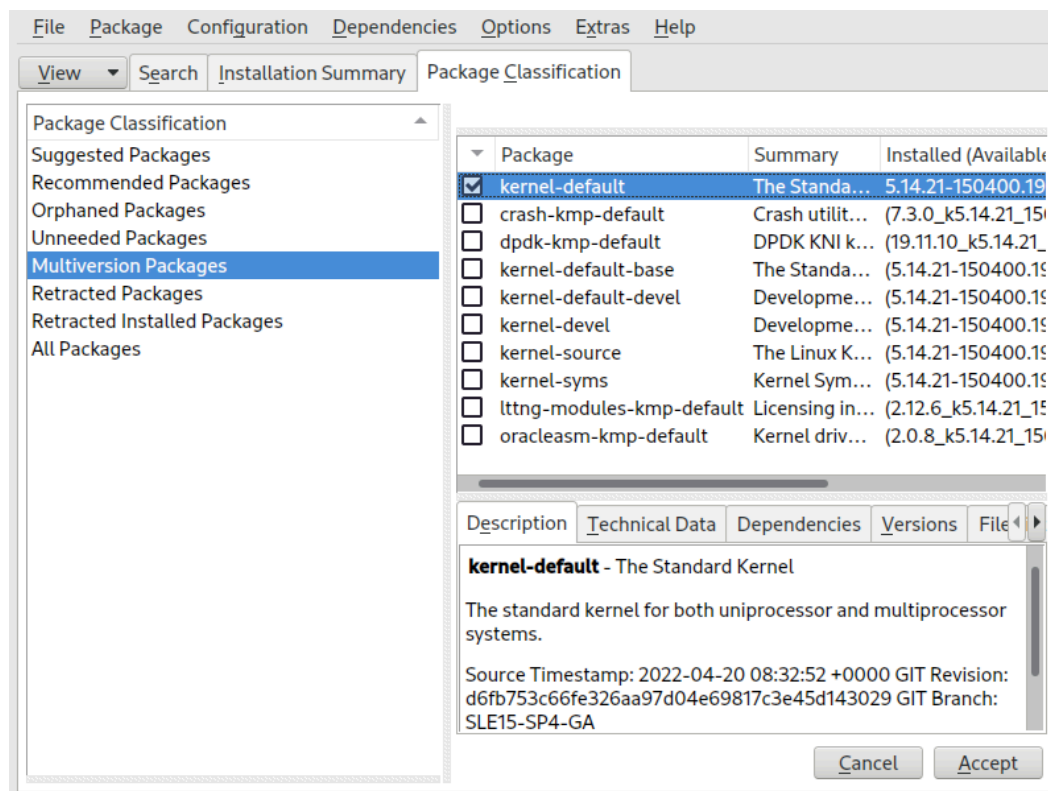 File Package Configuration Dependencies Options Extras Help
View Search Installation Summary Package Classification
Package Classification
Suggested Packages
Recommended Packages
Orphaned Packages
Unneeded Packages
Multiversion Packages
Retracted Packages
Retracted Installed Packages
All Packages
Package Summary Installed (Available
kernel-default The Standa... 5.14.21-150400.19
crash-kmp-default Crash utilit... (7.3.0_k5.14.21_150
dpdk-kmp-default DPDK KNI k... (19.11.10_k5.14.21_
kernel-default-base The Standa... (5.14.21-150400.19
kernel-default-devel Developme... (5.14.21-150400.19
kernel-devel Developme... (5.14.21-150400.19
kernel-source The Linux K... (5.14.21-150400.19
kernel-syms Kernel Sym... (5.14.21-150400.19
lttng-modules-kmp-default Licensing in... (2.12.6_k5.14.21_15
oracleasm-kmp-default Kernel driv... (2.0.8_k5.14.21_150
Description Technical Data Dependencies Versions File
kernel-default - The Standard Kernel
The standard kernel for both uniprocessor and multiprocessor
systems.
Source Timestamp: 2022-04-20 08:32:52 +0000 GIT Revision:
d6fb753c66fe326aa97d04e69817c3e45d143029 GIT Branch:
SLE15-SP4-GA
Cancel Accept